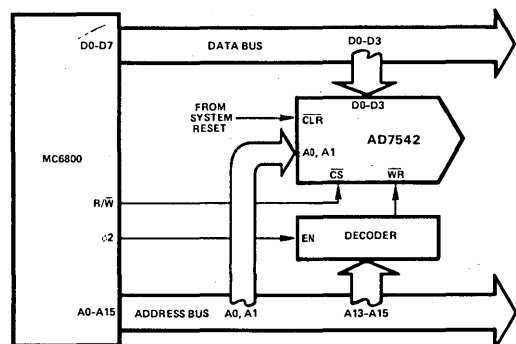 D0-D7
DATA BUS
D0-D3
FROM
SYSTEM
RESET
CLR
D0-D3
AD7542
A0, A1
MC6800
CS
WR
R/W
ϕ2
EN
DECODER
A0-A15
ADDRESS BUS
A0, A1
A13-A15